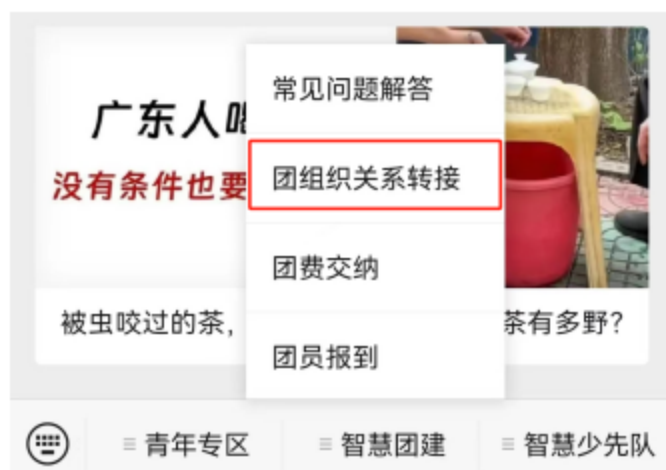 广东人
没有条件也要
常见问题解答
团组织关系转接
团费交纳
团员报到
被虫咬过的茶，
茶有多野？
青年专区
智慧团建
智慧少先队